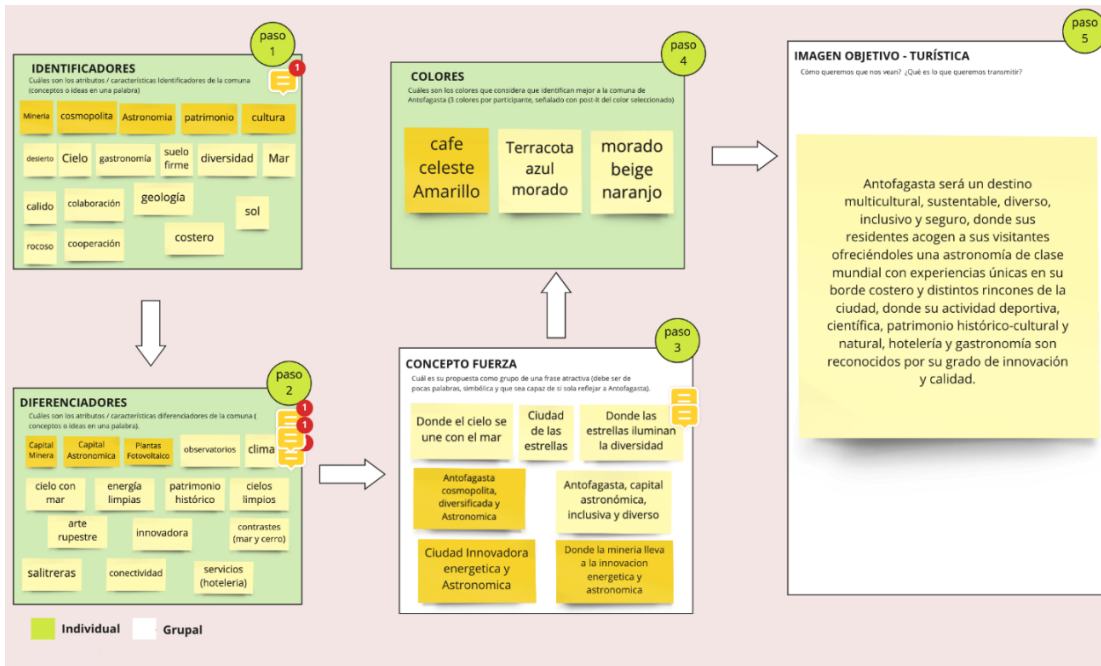 paso
1
IDENTIFICADORES
Cuáles son los atributos / características Identificadores de la comuna
(conceptos o ideas en una palabra)
1
Mineria
cosmopolita
Astronomia
patrimonio
cultura
desierto
Cielo
gastronomía
suelo
firme
diversidad
Mar
calido
colaboración
geología
sol
rocoso
cooperación
costero
paso
2
DIFERENCIADORES
Cuáles son los atributos / características diferenciadores de la comuna (
conceptos o ideas en una palabra).
1
1
Capital
Minera
Capital
Astronomica
Plantas
Fotovoltaico
observatorios
clima
cielo con
mar
energía
limpias
patrimonio
histórico
cielos
limpios
arte
rupestre
innovadora
contrastes
(mar y cerro)
salitreras
conectividad
servicios
(hoteleria)
paso
3
CONCEPTO FUERZA
Cuál es su propuesta como grupo de una frase atractiva (debe ser de
pocas palabras, simbólica y que sea capaz de si sola reflejar a Antofagasta).
Donde el cielo se
une con el mar
Ciudad
de las
estrellas
Donde las
estrellas iluminan
la diversidad
Antofagasta
cosmopolita,
diversificada y
Astronomica
Antofagasta, capital
astronómica,
inclusiva y diverso
Ciudad Innovadora
energetica y
Astronomica
Donde la mineria lleva
a la innovacion
energetica y
astronomica
paso
4
COLORES
Cuáles son los colores que considera que identifican mejor a la comuna de
Antofagasta (3 colores por participante, señalado con post-it del color seleccionado)
cafe
celeste
Amarillo
Terracota
azul
morado
morado
beige
naranjo
paso
5
IMAGEN OBJETIVO - TURÍSTICA
Cómo queremos que nos vean? ¿Qué es lo que queremos transmitir?
Antofagasta será un destino
multicultural, sustentable, diverso,
inclusivo y seguro, donde sus
residentes acogen a sus visitantes
ofreciéndoles una astronomía de clase
mundial con experiencias únicas en su
borde costero y distintos rincones de la
ciudad, donde su actividad deportiva,
científica, patrimonio histórico-cultural y
natural, hotelería y gastronomía son
reconocidos por su grado de innovación
y calidad.
Individual
Grupal